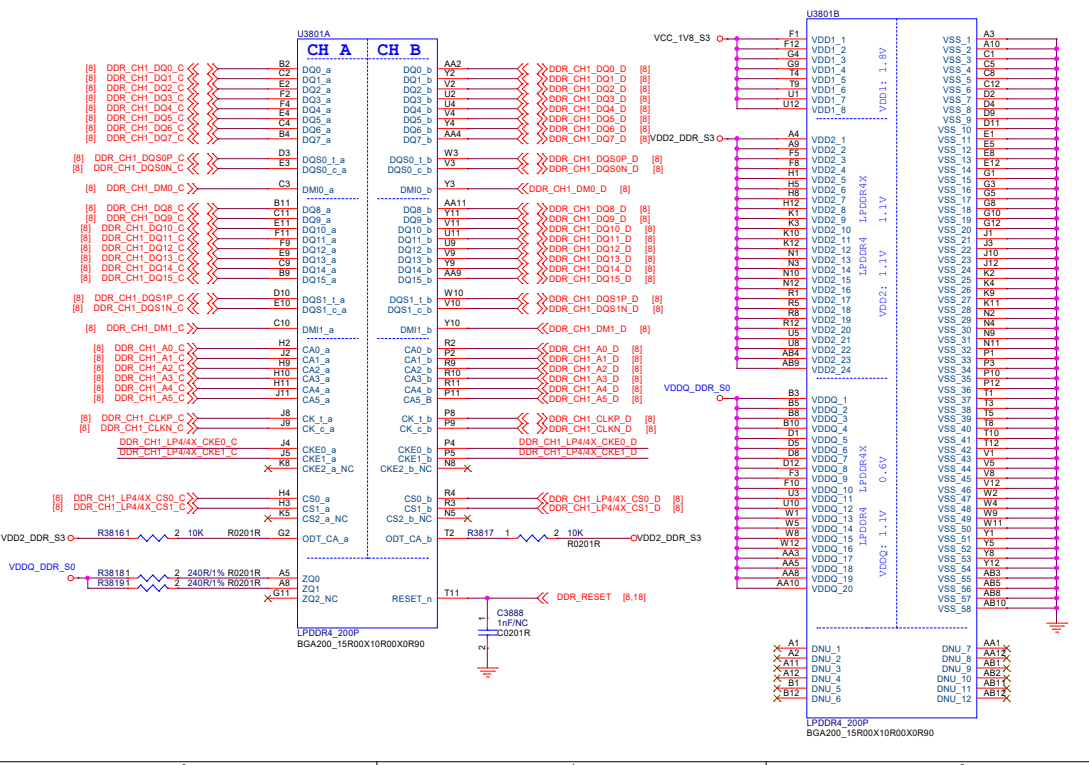 U3801A
CH A CH B
[8] DDR_CH1_DQ0_C B2 DQ0_a DQ0_b AA2 DDR_CH1_DQ0_D [8]
[8] DDR_CH1_DQ1_C C2 DQ1_a DQ1_b Y2 DDR_CH1_DQ1_D [8]
[8] DDR_CH1_DQ2_C E2 DQ2_a DQ2_b V2 DDR_CH1_DQ2_D [8]
[8] DDR_CH1_DQ3_C F2 DQ3_a DQ3_b U2 DDR_CH1_DQ3_D [8]
[8] DDR_CH1_DQ4_C F4 DQ4_a DQ4_b U4 DDR_CH1_DQ4_D [8]
[8] DDR_CH1_DQ5_C E4 DQ5_a DQ5_b V4 DDR_CH1_DQ5_D [8]
[8] DDR_CH1_DQ6_C C4 DQ6_a DQ6_b Y4 DDR_CH1_DQ6_D [8]
[8] DDR_CH1_DQ7_C B4 DQ7_a DQ7_b AA4 DDR_CH1_DQ7_D [8]
[8] DDR_CH1_DQS0P_C D3 DQS0_t_a DQS0_t_b W3 DDR_CH1_DQS0P_D [8]
[8] DDR_CH1_DQS0N_C E3 DQS0_c_a DQS0_c_b V3 DDR_CH1_DQS0N_D [8]
[8] DDR_CH1_DM0_C C3 DMI0_a DMI0_b Y3 DDR_CH1_DM0_D [8]
[8] DDR_CH1_DQ8_C B11 DQ8_a DQ8_b AA11 DDR_CH1_DQ8_D [8]
[8] DDR_CH1_DQ9_C C11 DQ9_a DQ9_b Y11 DDR_CH1_DQ9_D [8]
[8] DDR_CH1_DQ10_C E11 DQ10_a DQ10_b V11 DDR_CH1_DQ10_D [8]
[8] DDR_CH1_DQ11_C F11 DQ11_a DQ11_b U11 DDR_CH1_DQ11_D [8]
[8] DDR_CH1_DQ12_C F9 DQ12_a DQ12_b U9 DDR_CH1_DQ12_D [8]
[8] DDR_CH1_DQ13_C E9 DQ13_a DQ13_b V9 DDR_CH1_DQ13_D [8]
[8] DDR_CH1_DQ14_C C9 DQ14_a DQ14_b Y9 DDR_CH1_DQ14_D [8]
[8] DDR_CH1_DQ15_C B9 DQ15_a DQ15_b AA9 DDR_CH1_DQ15_D [8]
[8] DDR_CH1_DQS1P_C D10 DQS1_t_a DQS1_t_b W10 DDR_CH1_DQS1P_D [8]
[8] DDR_CH1_DQS1N_C E10 DQS1_c_a DQS1_c_b V10 DDR_CH1_DQS1N_D [8]
[8] DDR_CH1_DM1_C C10 DMI1_a DMI1_b Y10 DDR_CH1_DM1_D [8]
[8] DDR_CH1_A0_C H2 CA0_a CA0_b R2 DDR_CH1_A0_D [8]
[8] DDR_CH1_A1_C J2 CA1_a CA1_b P2 DDR_CH1_A1_D [8]
[8] DDR_CH1_A2_C H9 CA2_a CA2_b R9 DDR_CH1_A2_D [8]
[8] DDR_CH1_A3_C H10 CA3_a CA3_b R10 DDR_CH1_A3_D [8]
[8] DDR_CH1_A4_C H11 CA4_a CA4_b R11 DDR_CH1_A4_D [8]
[8] DDR_CH1_A5_C J11 CA5_a CA5_B P11 DDR_CH1_A5_D [8]
[8] DDR_CH1_CLKP_C J8 CK_t_a CK_t_b P8 DDR_CH1_CLKP_D [8]
[8] DDR_CH1_CLKN_C J9 CK_c_a CK_c_b P9 DDR_CH1_CLKN_D [8]
DDR_CH1_LP4/4X_CKE0_C J4 CKE0_a CKE0_b P4 DDR_CH1_LP4/4X_CKE0_D
DDR_CH1_LP4/4X_CKE1_C J5 CKE1_a CKE1_b P5 DDR_CH1_LP4/4X_CKE1_D
K8 CKE2_a_NC CKE2_b_NC N8
[8] DDR_CH1_LP4/4X_CS0_C H4 CS0_a CS0_b R4 DDR_CH1_LP4/4X_CS0_D [8]
[8] DDR_CH1_LP4/4X_CS1_C H3 CS1_a CS1_b R3 DDR_CH1_LP4/4X_CS1_D [8]
K5 CS2_a_NC CS2_b_NC N5
VDD2_DDR_S3 R3816 1 2 10K R0201R G2 ODT_CA_a ODT_CA_b T2 R3817 1 2 10K R0201R VDD2_DDR_S3
VDDQ_DDR_S0
R3818 1 2 240R/1% R0201R A5 ZQ0
R3819 1 2 240R/1% R0201R A8 ZQ1
G11 ZQ2_NC RESET_n T11 DDR_RESET [8,18]
1 C3888
1nF/NC
C0201R
2
LPDDR4_200P
BGA200_15R00X10R00X0R90
U3801B
VCC_1V8_S3
F1 VDD1_1
F12 VDD1_2
G4 VDD1_3
G9 VDD1_4
T4 VDD1_5
T9 VDD1_6
U1 VDD1_7
U12 VDD1_8
VDD1: 1.8V
VDD2_DDR_S3
A4 VDD2_1
A9 VDD2_2
F5 VDD2_3
F8 VDD2_4
H1 VDD2_5
H5 VDD2_6
H8 VDD2_7
H12 VDD2_8
K1 VDD2_9
K3 VDD2_10
K10 VDD2_11
K12 VDD2_12
N1 VDD2_13
N3 VDD2_14
N10 VDD2_15
N12 VDD2_16
R1 VDD2_17
R5 VDD2_18
R8 VDD2_19
R12 VDD2_20
U5 VDD2_21
U8 VDD2_22
AB4 VDD2_23
AB9 VDD2_24
LPDDR4 LPDDR4X
VDD2: 1.1V 1.1V
VDDQ_DDR_S0
B3 VDDQ_1
B5 VDDQ_2
B8 VDDQ_3
B10 VDDQ_4
D1 VDDQ_5
D5 VDDQ_6
D8 VDDQ_7
D12 VDDQ_8
F3 VDDQ_9
F10 VDDQ_10
U3 VDDQ_11
U10 VDDQ_12
W1 VDDQ_13
W5 VDDQ_14
W8 VDDQ_15
W12 VDDQ_16
AA3 VDDQ_17
AA5 VDDQ_18
AA8 VDDQ_19
AA10 VDDQ_20
LPDDR4 LPDDR4X
VDDQ: 1.1V 0.6V
VSS_1 A3
VSS_2 A10
VSS_3 C1
VSS_4 C5
VSS_5 C8
VSS_6 C12
VSS_7 D2
VSS_8 D4
VSS_9 D9
VSS_10 D11
VSS_11 E1
VSS_12 E5
VSS_13 E8
VSS_14 E12
VSS_15 G1
VSS_16 G3
VSS_17 G5
VSS_18 G8
VSS_19 G10
VSS_20 G12
VSS_21 J1
VSS_22 J3
VSS_23 J10
VSS_24 J12
VSS_25 K2
VSS_26 K4
VSS_27 K9
VSS_28 K11
VSS_29 N2
VSS_30 N4
VSS_31 N9
VSS_32 N11
VSS_33 P1
VSS_34 P3
VSS_35 P10
VSS_36 P12
VSS_37 T1
VSS_38 T3
VSS_39 T5
VSS_40 T8
VSS_41 T10
VSS_42 T12
VSS_43 V1
VSS_44 V5
VSS_45 V8
VSS_46 V12
VSS_47 W2
VSS_48 W4
VSS_49 W9
VSS_50 W11
VSS_51 Y1
VSS_52 Y5
VSS_53 Y8
VSS_54 Y12
VSS_55 AB3
VSS_56 AB5
VSS_57 AB8
VSS_58 AB10
A1 DNU_1 DNU_7 AA1
A2 DNU_2 DNU_8 AA12
A11 DNU_3 DNU_9 AB1
A12 DNU_4 DNU_10 AB2
B1 DNU_5 DNU_11 AB11
B12 DNU_6 DNU_12 AB12
LPDDR4_200P
BGA200_15R00X10R00X0R90